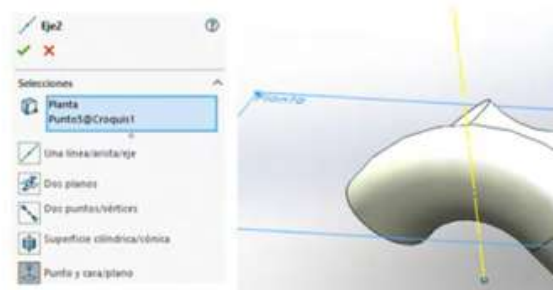 Eje2
Selecciones
Planta
Punto5@Croquis1
Una línea/arista/eje
Dos planos
Dos puntos/vértices
Superficie cilíndrica/cónica
Punto y cara/plano
Planta